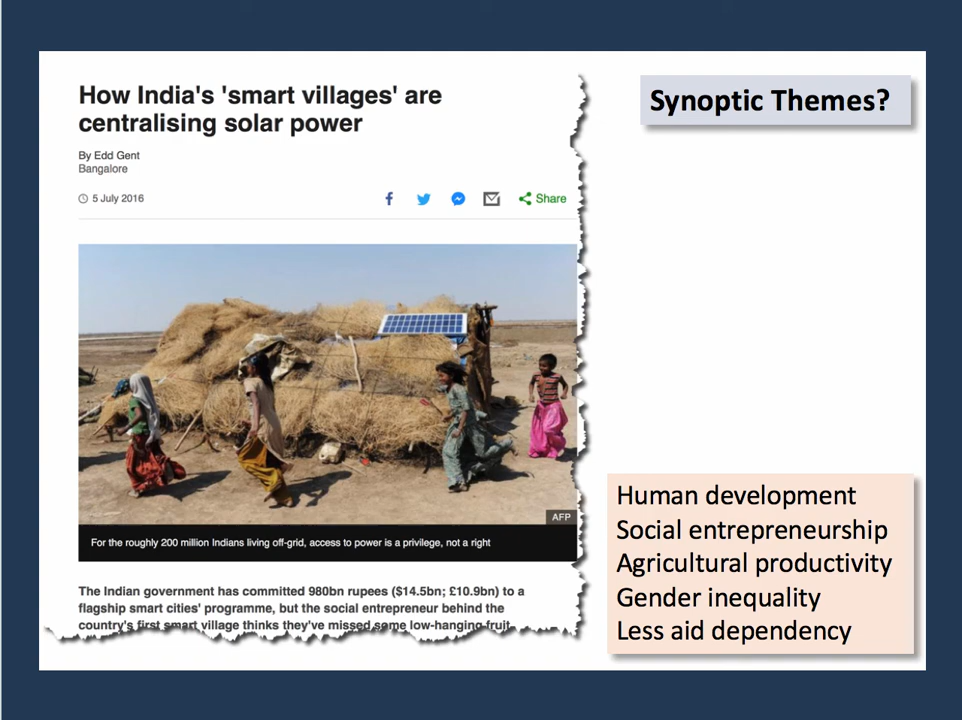 How India's 'smart villages' are
centralising solar power
By Edd Gent
Bangalore
5 July 2016
Share
AFP
For the roughly 200 million Indians living off-grid, access to power is a privilege, not a right
The Indian government has committed 980bn rupees ($14.5bn; £10.9bn) to a
flagship smart cities' programme, but the social entrepreneur behind the
country's first smart village thinks they've missed some low-hanging fruit
Synoptic Themes?
Human development
Social entrepreneurship
Agricultural productivity
Gender inequality
Less aid dependency